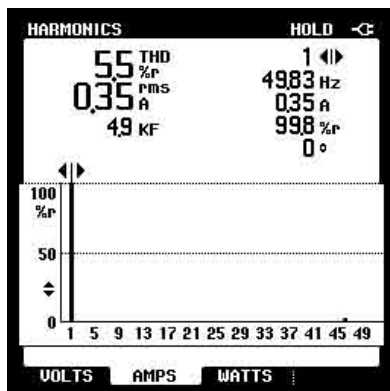 HARMONICS HOLD
5.5 THD %r
0.35 rms A
4.9 KF
1
49.83 Hz
0.35 A
99.8 %r
0 °
100
%r
50
0
1 5 9 13 17 21 25 29 33 37 41 45 49
VOLTS AMPS WATTS